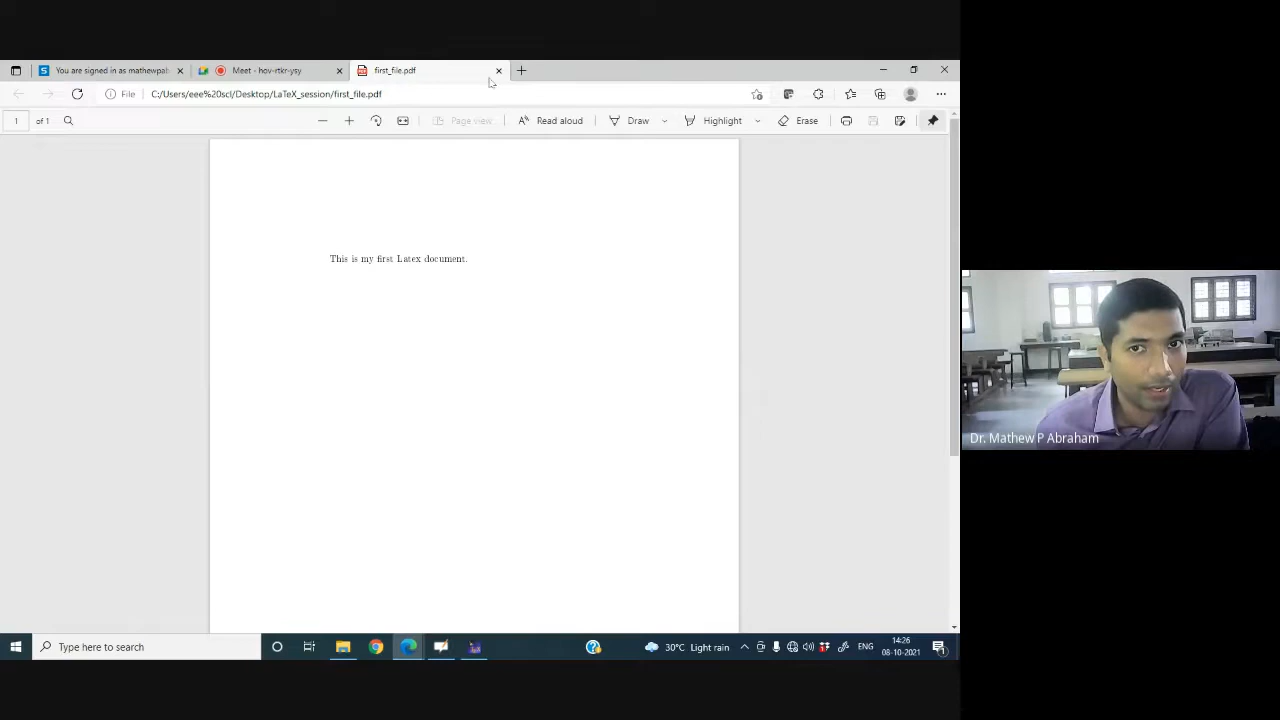 You are signed in as mathewpal
Meet - hov-rtkr-ysy
first_file.pdf
File
C:/Users/eee%20scl/Desktop/LaTeX_session/first_file.pdf
1
of 1
Page view
Read aloud
Draw
Highlight
Erase
This is my first Latex document.
Dr. Mathew P Abraham
Type here to search
30°C Light rain
ENG
14:26
08-10-2021
1